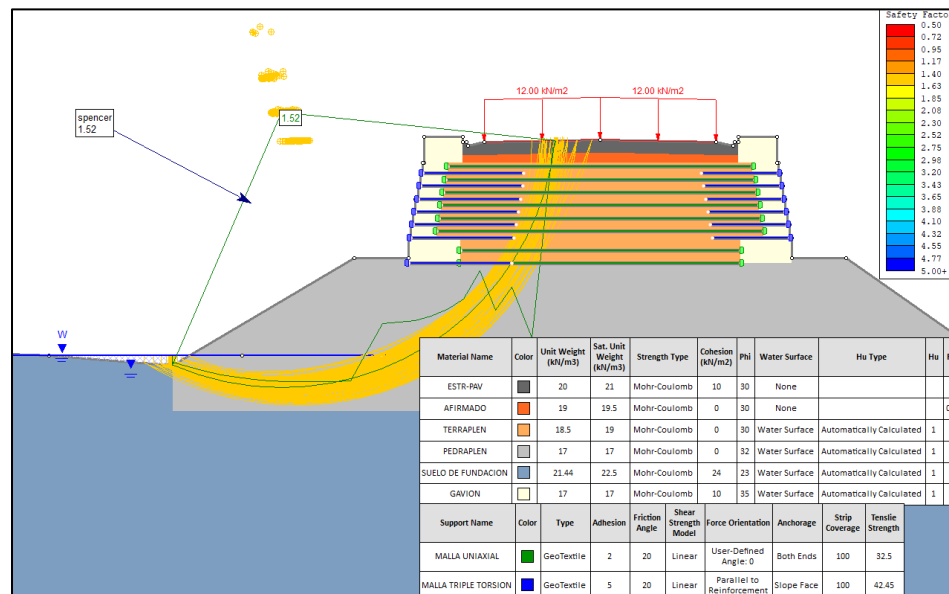 Safety Facto
0.50
0.72
0.95
1.17
1.40
1.63
1.85
2.08
2.30
2.52
2.75
2.98
3.20
3.43
3.65
3.88
4.10
4.32
4.55
4.77
5.00+
12.00 kN/m2 12.00 kN/m2
spencer
1.52
1.52
W
Material Name Color Unit Weight (kN/m3) Sat. Unit Weight (kN/m3) Strength Type Cohesion (kN/m2) Phi Water Surface Hu Type Hu
ESTR-PAV 20 21 Mohr-Coulomb 10 30 None
AFIRMADO 19 19.5 Mohr-Coulomb 0 30 None
TERRAPLEN 18.5 19 Mohr-Coulomb 0 30 Water Surface Automatically Calculated 1
PEDRAPLEN 17 17 Mohr-Coulomb 0 32 Water Surface Automatically Calculated 1
SUELO DE FUNDACION 21.44 22.5 Mohr-Coulomb 24 23 Water Surface Automatically Calculated 1
GAVION 17 17 Mohr-Coulomb 10 35 Water Surface Automatically Calculated 1
Support Name Color Type Adhesion Friction Angle Shear Strength Model Force Orientation Anchorage Strip Coverage Tenslie Strength
MALLA UNIAXIAL GeoTextile 2 20 Linear User-Defined Angle: 0 Both Ends 100 32.5
MALLA TRIPLE TORSION GeoTextile 5 20 Linear Parallel to Reinforcement Slope Face 100 42.45